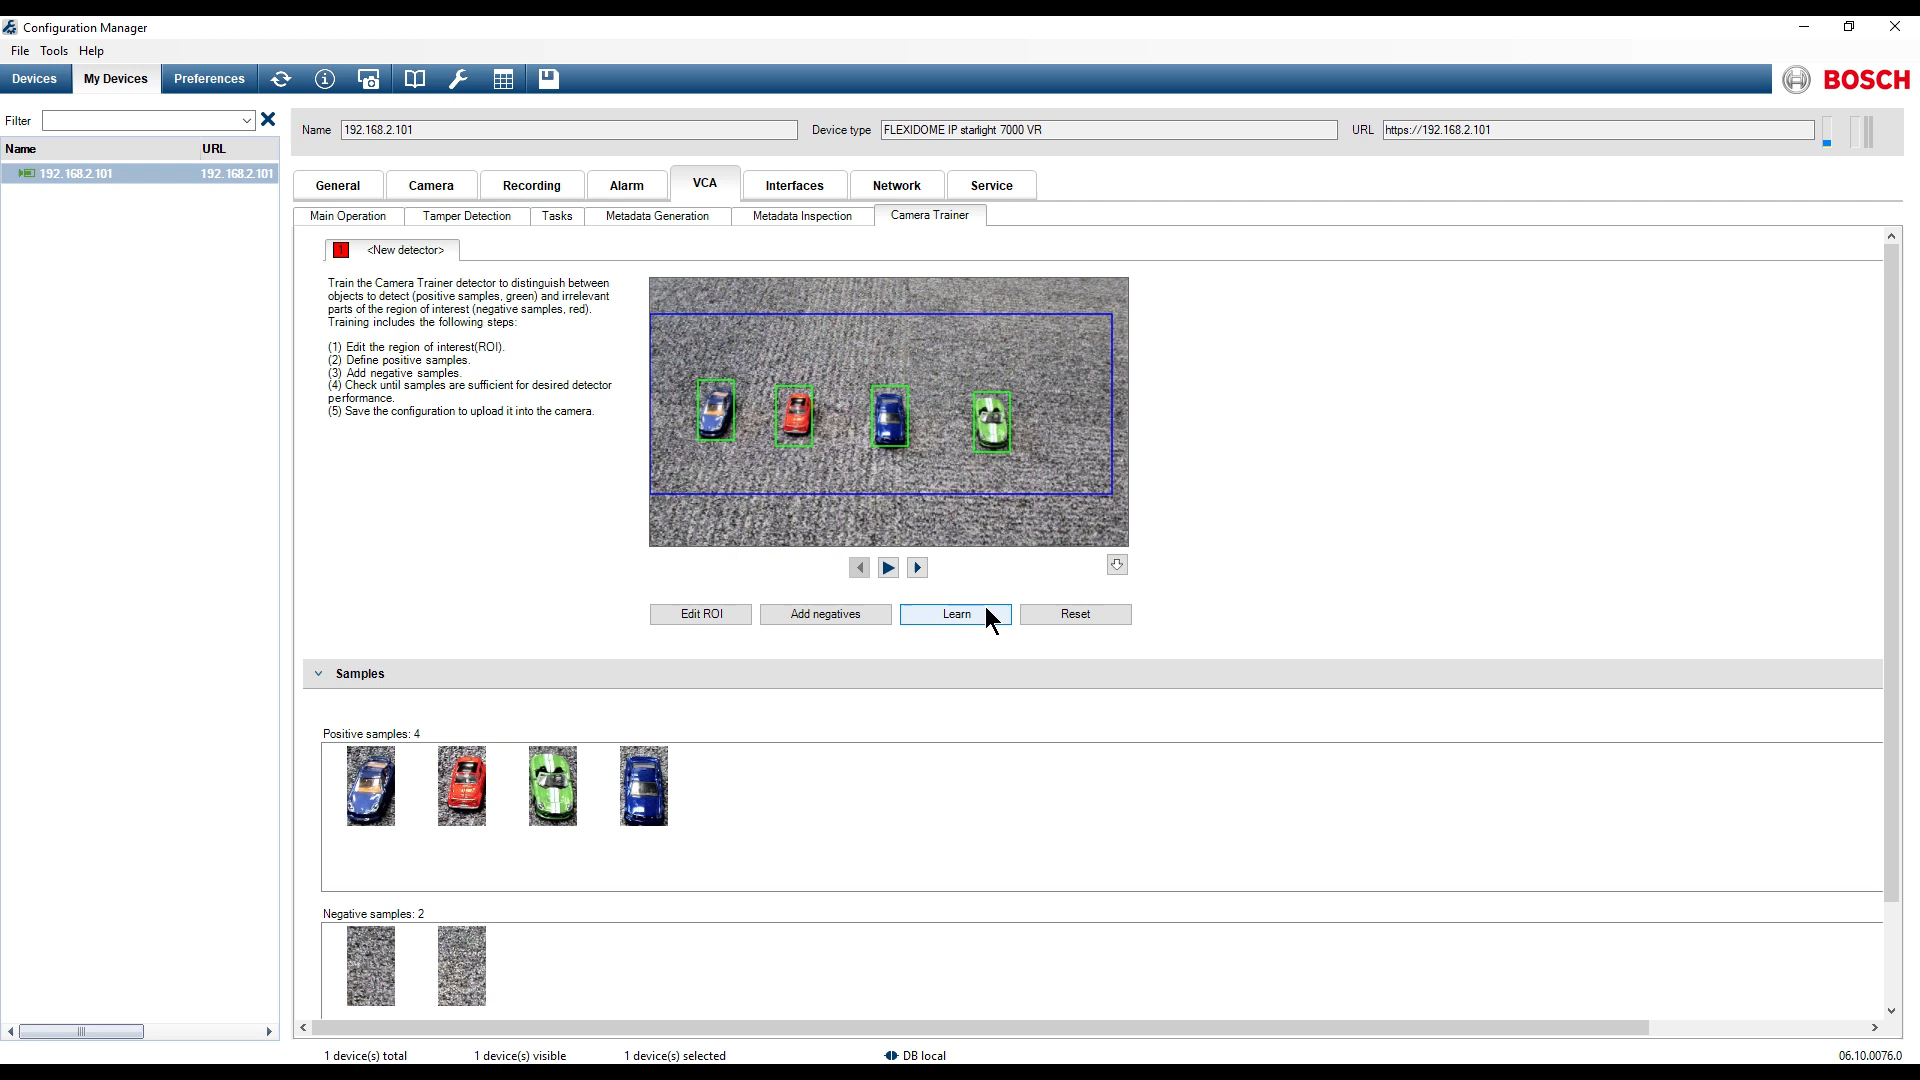 Configuration Manager
File Tools Help
Devices My Devices Preferences
BOSCH
Filter
Name URL
192.168.2.101 192.168.2.101
Name 192.168.2.101 Device type FLEXIDOME IP starlight 7000 VR URL https://192.168.2.101
General Camera Recording Alarm VCA Interfaces Network Service
Main Operation Tamper Detection Tasks Metadata Generation Metadata Inspection Camera Trainer
1 <New detector>
Train the Camera Trainer detector to distinguish between
objects to detect (positive samples, green) and irrelevant
parts of the region of interest (negative samples, red).
Training includes the following steps:
(1) Edit the region of interest(ROI).
(2) Define positive samples.
(3) Add negative samples.
(4) Check until samples are sufficient for desired detector
performance.
(5) Save the configuration to upload it into the camera.
Edit ROI Add negatives Learn Reset
Samples
Positive samples: 4
Negative samples: 2
1 device(s) total 1 device(s) visible 1 device(s) selected DB local 06.10.0076.0